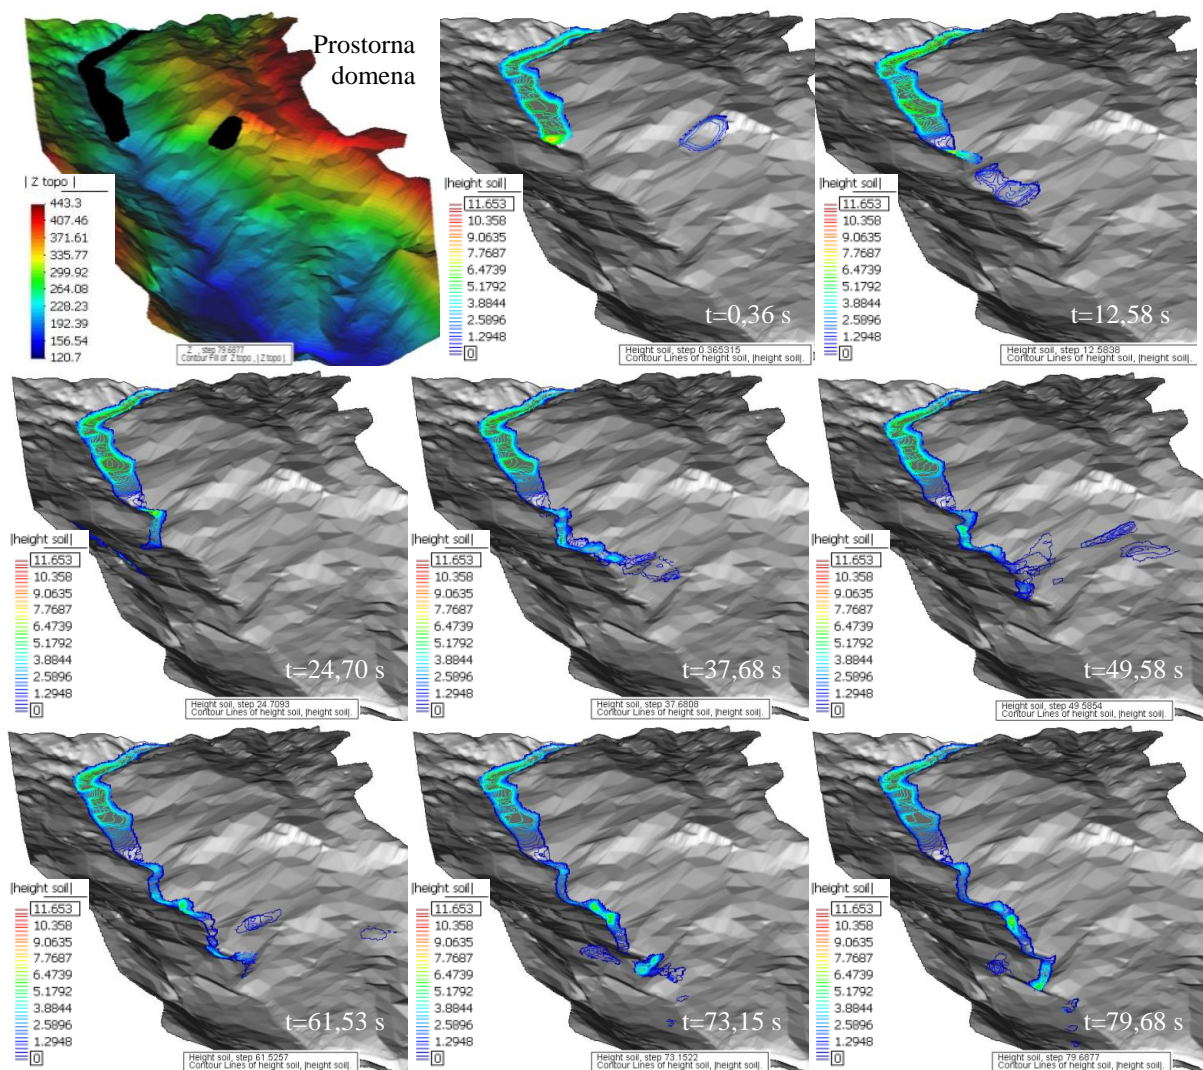 Prostorna
domena
| Z topo |
443.3
407.46
371.61
335.77
299.92
264.08
228.23
192.39
156.54
120.7
Z , step 79.6877
Contour Fill of Z topo , | Z topo|.
|height soil|
11.653
10.358
9.0635
7.7687
6.4739
5.1792
3.8844
2.5896
1.2948
0
t=0,36 s
Height soil, step 0.365315
Contour Lines of height soil, |height soil|.
|height soil|
11.653
10.358
9.0635
7.7687
6.4739
5.1792
3.8844
2.5896
1.2948
0
t=12,58 s
Height soil, step 12.5838
Contour Lines of height soil, |height soil|.
|height soil|
11.653
10.358
9.0635
7.7687
6.4739
5.1792
3.8844
2.5896
1.2948
0
t=24,70 s
Height soil, step 24.7093
Contour Lines of height soil, |height soil|.
|height soil|
11.653
10.358
9.0635
7.7687
6.4739
5.1792
3.8844
2.5896
1.2948
0
t=37,68 s
Height soil, step 37.6808
Contour Lines of height soil, |height soil|.
|height soil|
11.653
10.358
9.0635
7.7687
6.4739
5.1792
3.8844
2.5896
1.2948
0
t=49,58 s
Height soil, step 49.5854
Contour Lines of height soil, |height soil|.
|height soil|
11.653
10.358
9.0635
7.7687
6.4739
5.1792
3.8844
2.5896
1.2948
0
t=61,53 s
Height soil, step 61.5257
Contour Lines of height soil, |height soil|.
|height soil|
11.653
10.358
9.0635
7.7687
6.4739
5.1792
3.8844
2.5896
1.2948
0
t=73,15 s
Height soil, step 73.1522
Contour Lines of height soil, |height soil|.
|height soil|
11.653
10.358
9.0635
7.7687
6.4739
5.1792
3.8844
2.5896
1.2948
0
t=79,68 s
Height soil, step 79.6877
Contour Lines of height soil, |height soil|.